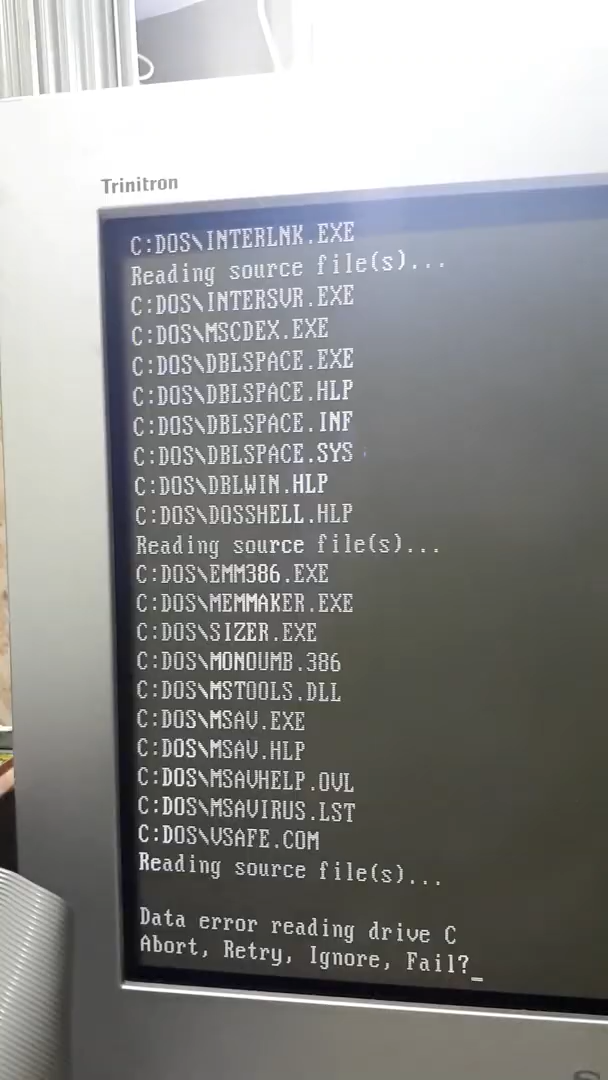 Trinitron
C:DOS\INTERLNK.EXE
Reading source file(s)...
C:DOS\INTERSVR.EXE
C:DOS\MSCDEX.EXE
C:DOS\DBLSPACE.EXE
C:DOS\DBLSPACE.HLP
C:DOS\DBLSPACE.INF
C:DOS\DBLSPACE.SYS
C:DOS\DBLWIN.HLP
C:DOS\DOSSHELL.HLP
Reading source file(s)...
C:DOS\EMM386.EXE
C:DOS\MEMMAKER.EXE
C:DOS\SIZER.EXE
C:DOS\MONOUMB.386
C:DOS\MSTOOLS.DLL
C:DOS\MSAV.EXE
C:DOS\MSAV.HLP
C:DOS\MSAVHELP.OVL
C:DOS\MSAVIRUS.LST
C:DOS\VSAFE.COM
Reading source file(s)...
Data error reading drive C
Abort, Retry, Ignore, Fail?_